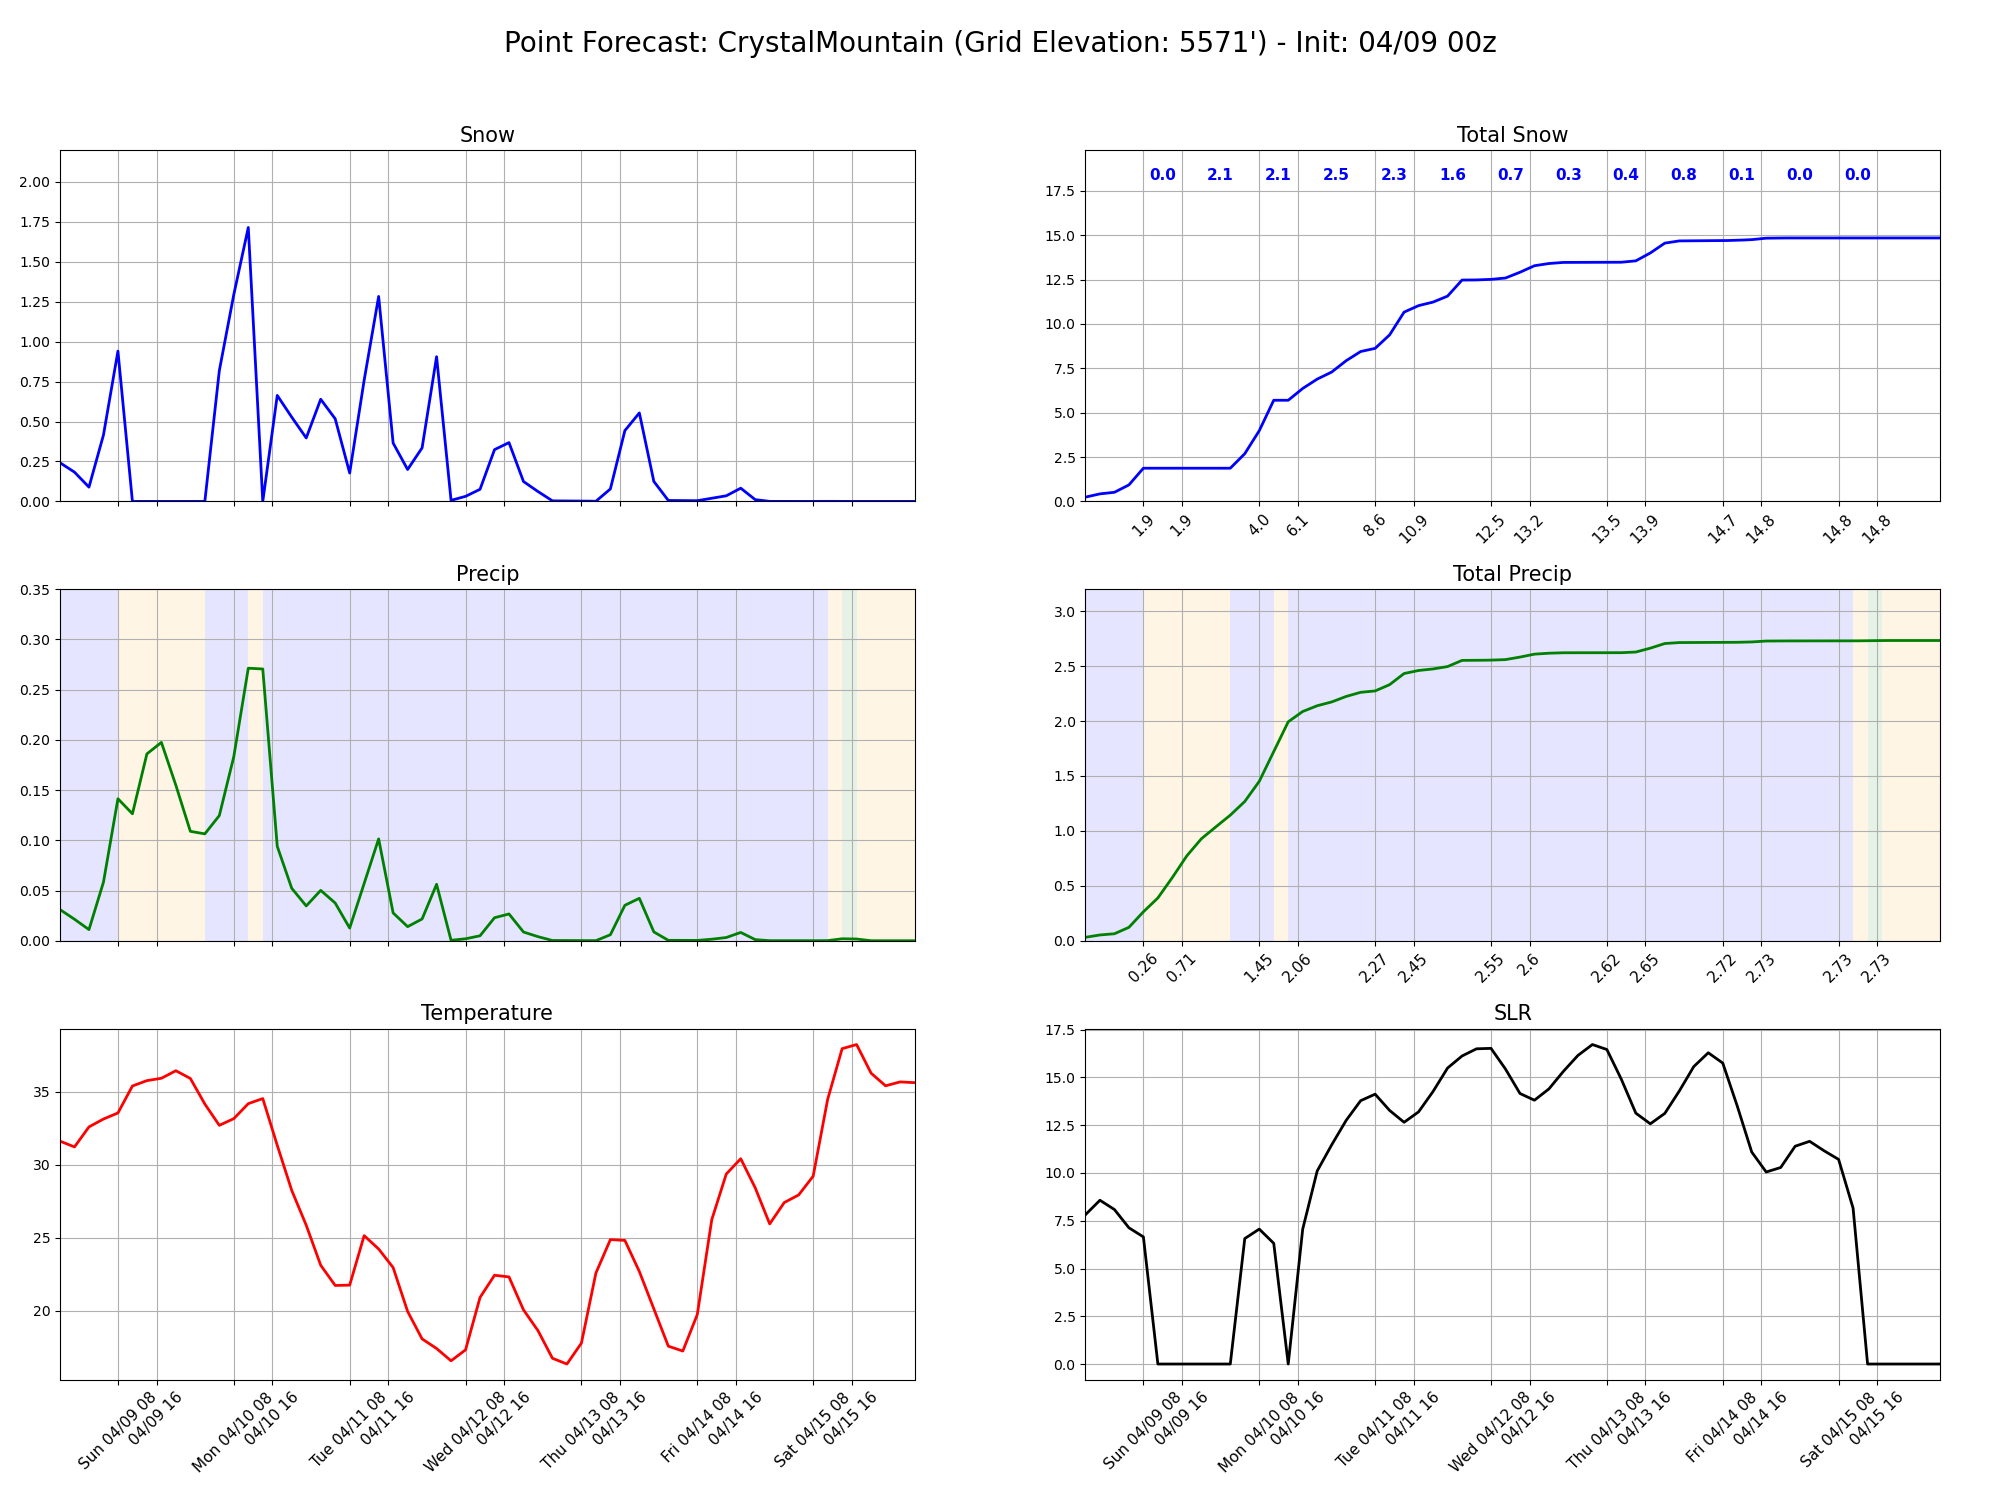 Point Forecast: CrystalMountain (Grid Elevation: 5571') - Init: 04/09 00z
Snow
2.00
1.75
1.50
1.25
1.00
0.75
0.50
0.25
0.00
Total Snow
0.0 2.1 2.1 2.5 2.3 1.6 0.7 0.3 0.4 0.8 0.1 0.0 0.0
17.5
15.0
12.5
10.0
7.5
5.0
2.5
0.0
1.9 1.9 4.0 6.1 8.6 10.9 12.5 13.2 13.5 13.9 14.7 14.8 14.8 14.8
Precip
0.35
0.30
0.25
0.20
0.15
0.10
0.05
0.00
Total Precip
3.0
2.5
2.0
1.5
1.0
0.5
0.0
0.26 0.71 1.45 2.06 2.27 2.45 2.55 2.6 2.62 2.65 2.72 2.73 2.73 2.73
Temperature
35
30
25
20
Sun 04/09 08
04/09 16
Mon 04/10 08
04/10 16
Tue 04/11 08
04/11 16
Wed 04/12 08
04/12 16
Thu 04/13 08
04/13 16
Fri 04/14 08
04/14 16
Sat 04/15 08
04/15 16
SLR
17.5
15.0
12.5
10.0
7.5
5.0
2.5
0.0
Sun 04/09 08
04/09 16
Mon 04/10 08
04/10 16
Tue 04/11 08
04/11 16
Wed 04/12 08
04/12 16
Thu 04/13 08
04/13 16
Fri 04/14 08
04/14 16
Sat 04/15 08
04/15 16